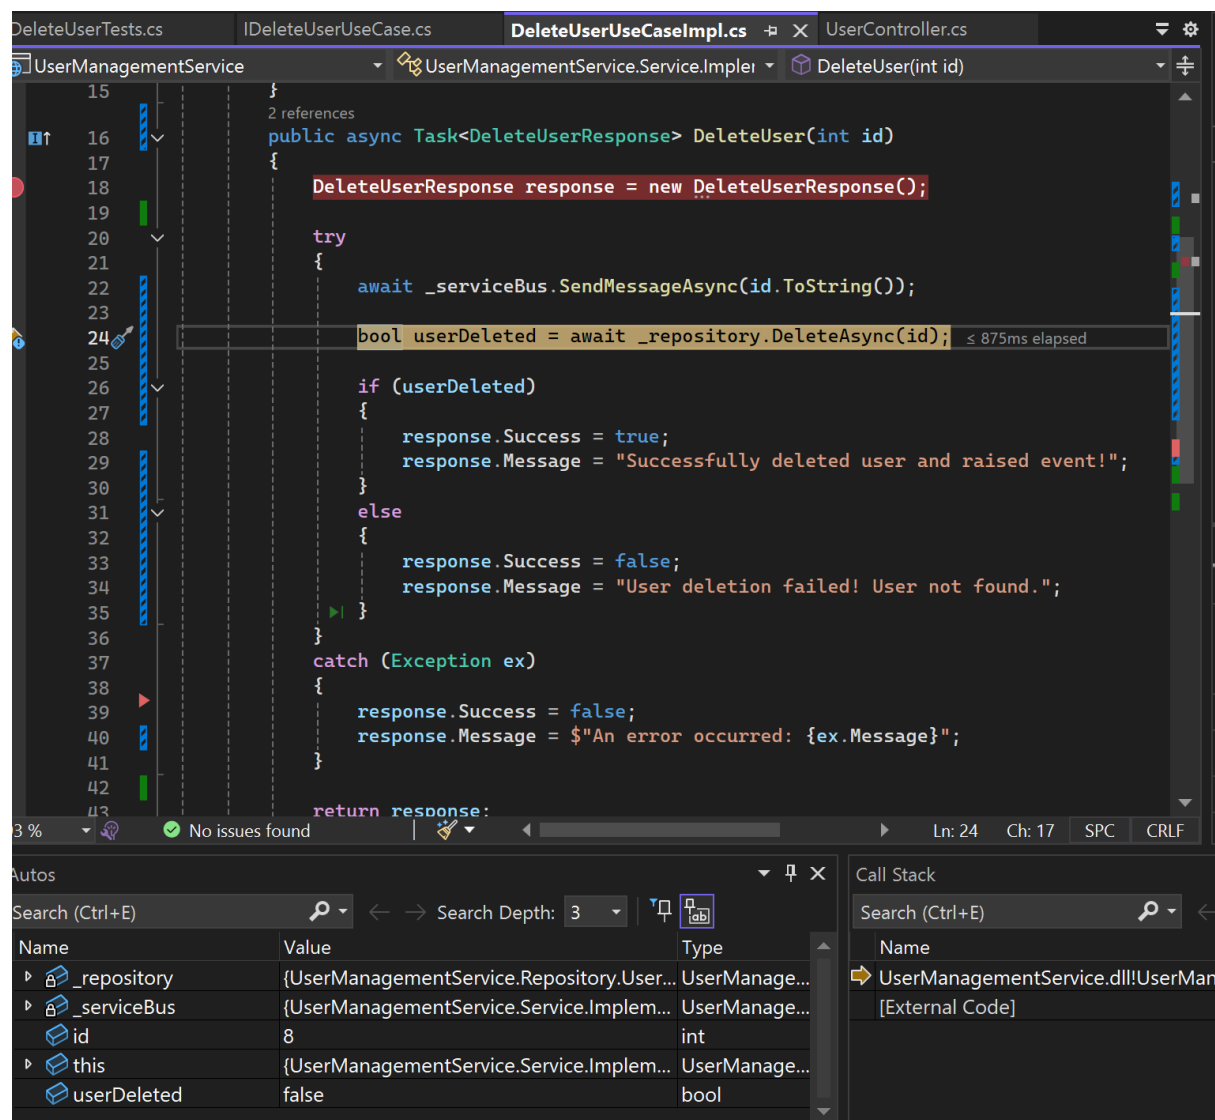 DeleteUserTests.cs IDeleteUserUseCase.cs DeleteUserUseCaseImpl.cs UserController.cs
UserManagementService UserManagementService.Service.Impler DeleteUser(int id)
15 }
2 references
16 public async Task<DeleteUserResponse> DeleteUser(int id)
17 {
18 DeleteUserResponse response = new DeleteUserResponse();
19
20 try
21 {
22 await _serviceBus.SendMessageAsync(id.ToString());
23
24 bool userDeleted = await _repository.DeleteAsync(id); ≤ 875ms elapsed
25
26 if (userDeleted)
27 {
28 response.Success = true;
29 response.Message = "Successfully deleted user and raised event!";
30 }
31 else
32 {
33 response.Success = false;
34 response.Message = "User deletion failed! User not found.";
35 }
36 }
37 catch (Exception ex)
38 {
39 response.Success = false;
40 response.Message = $"An error occurred: {ex.Message}";
41 }
42
43 return response;
3 % No issues found Ln: 24 Ch: 17 SPC CRLF
Autos
Search (Ctrl+E) Search Depth: 3
Name Value Type
_repository {UserManagementService.Repository.User... UserManage...
_serviceBus {UserManagementService.Service.Implem... UserManage...
id 8 int
this {UserManagementService.Service.Implem... UserManage...
userDeleted false bool
Call Stack
Search (Ctrl+E)
Name
UserManagementService.dll!UserMan
[External Code]